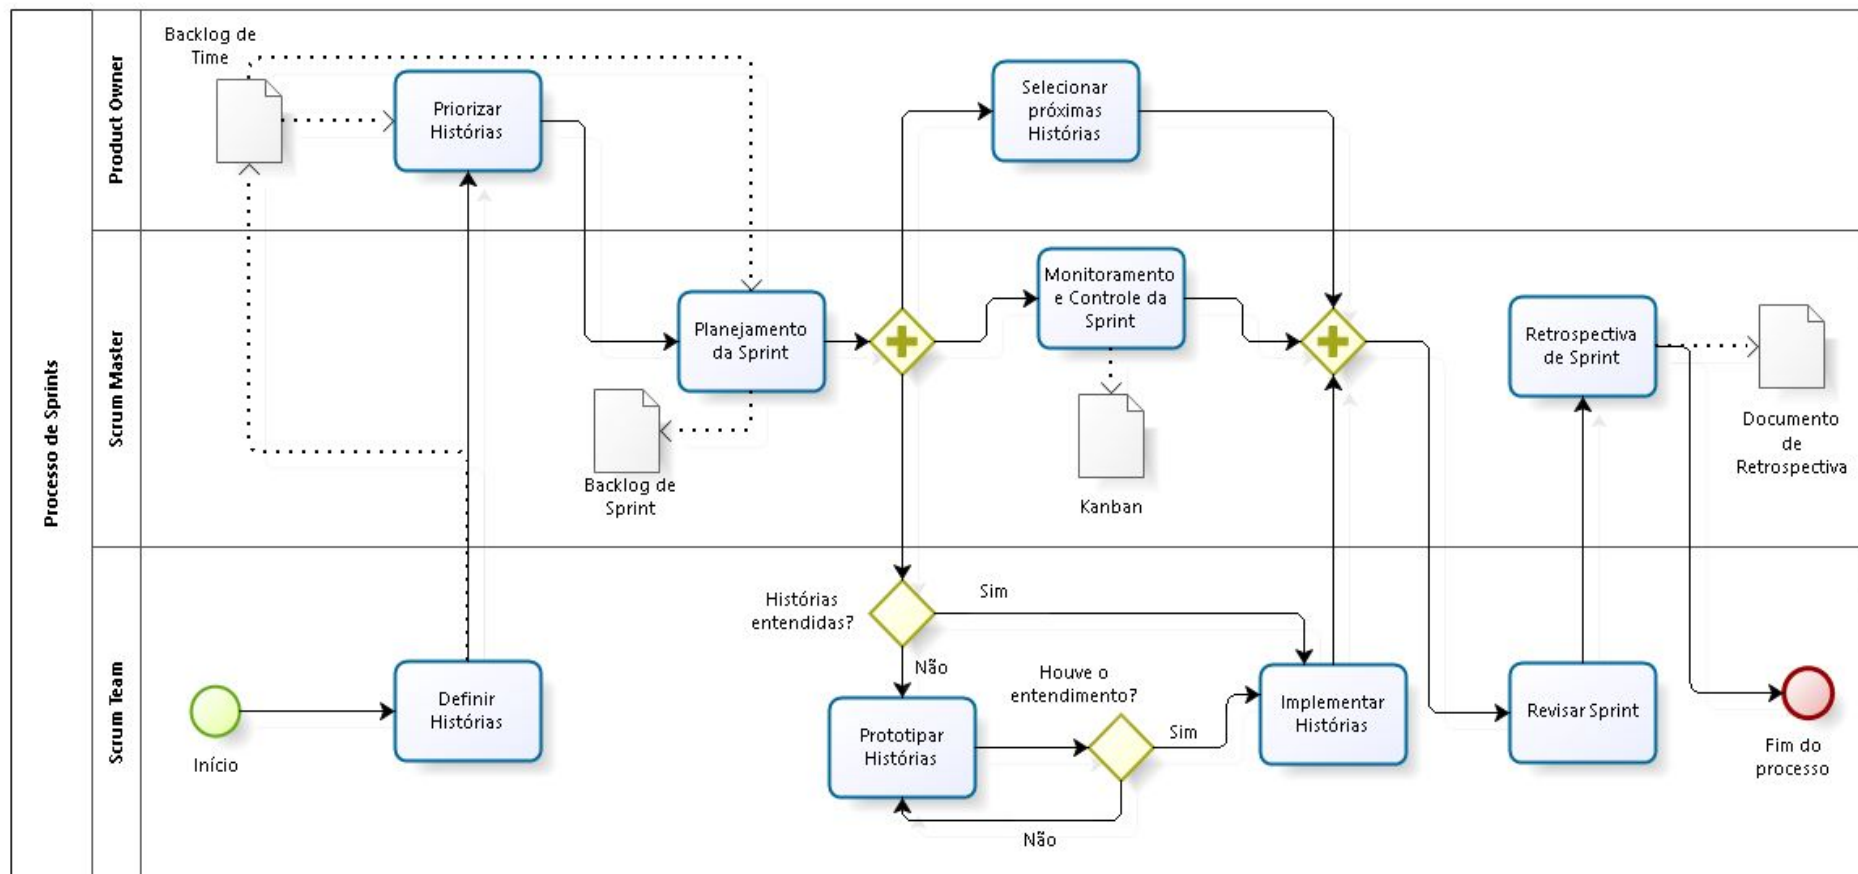 Processo de Sprints
Product Owner
Backlog de
Time
Priorizar
Histórias
Selecionar
próximas
Histórias
Scrum Master
Planejamento
da Sprint
Backlog de
Sprint
Monitoramento
e Controle da
Sprint
Kanban
Retrospectiva
de Sprint
Documento
de
Retrospectiva
Scrum Team
Início
Definir
Histórias
Histórias
entendidas?
Sim
Não
Prototipar
Histórias
Houve o
entendimento?
Sim
Não
Implementar
Histórias
Revisar Sprint
Fim do
processo